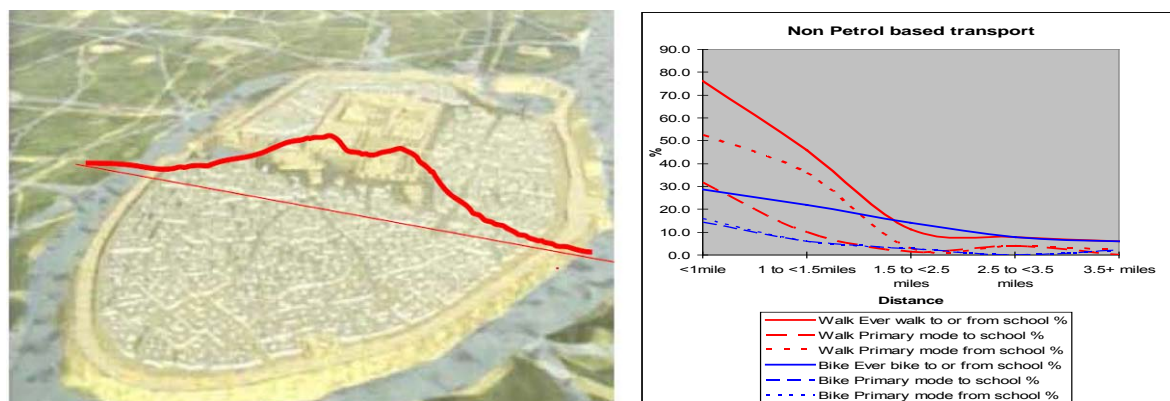 Non Petrol based transport
90.0
80.0
70.0
60.0
50.0
40.0
30.0
20.0
10.0
0.0
%
<1mile
1 to <1.5miles
1.5 to <2.5
miles
2.5 to <3.5
miles
3.5+ miles
Distance
Walk Ever walk to or from school %
Walk Primary mode to school %
Walk Primary mode from school %
Bike Ever bike to or from school %
Bike Primary mode to school %
Bike Primary mode from school %